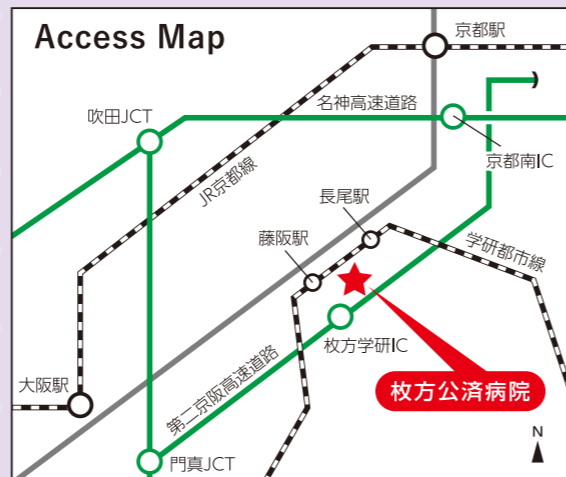 Access Map
京都駅
名神高速道路
吹田JCT
京都南IC
JR京都線
長尾駅
藤阪駅
学研都市線
枚方学研IC
大阪駅
第二京阪高速道路
枚方公済病院
門真JCT
N